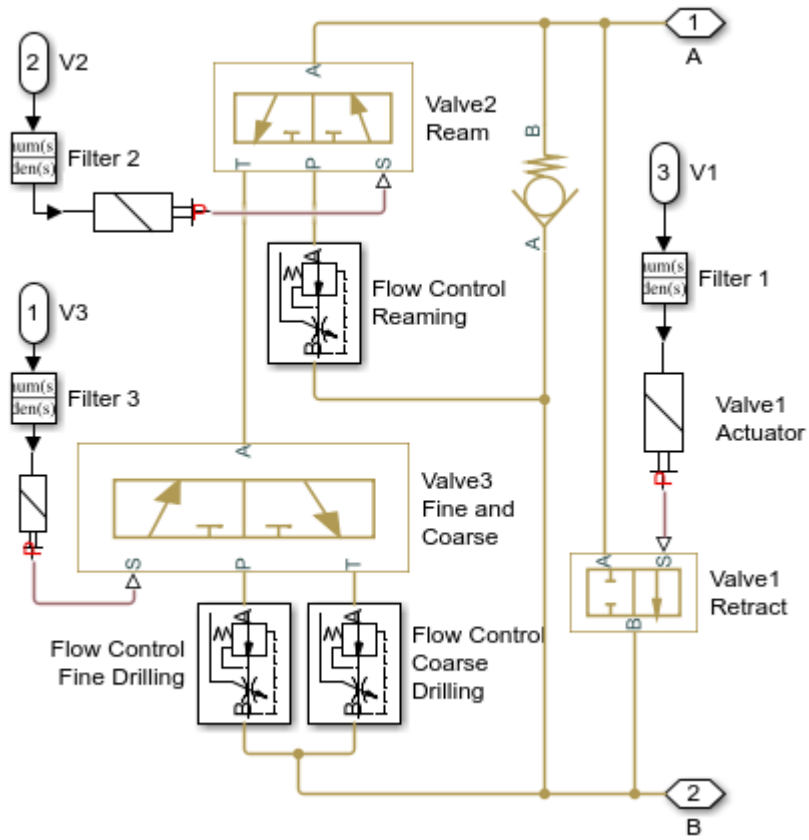 1
A
2
V2
A
Valve2
Ream
num(s
den(s)
Filter 2
T
P
S
B
3
V1
P
A
A
B
Flow Control
Reaming
num(s
den(s)
Filter 1
1
V3
num(s
den(s)
Filter 3
Valve1
Actuator
A
Valve3
Fine and
Coarse
P
P
S
P
T
A
S
B
Valve1
Retract
A
B
Flow Control
Fine Drilling
A
B
Flow Control
Coarse
Drilling
2
B